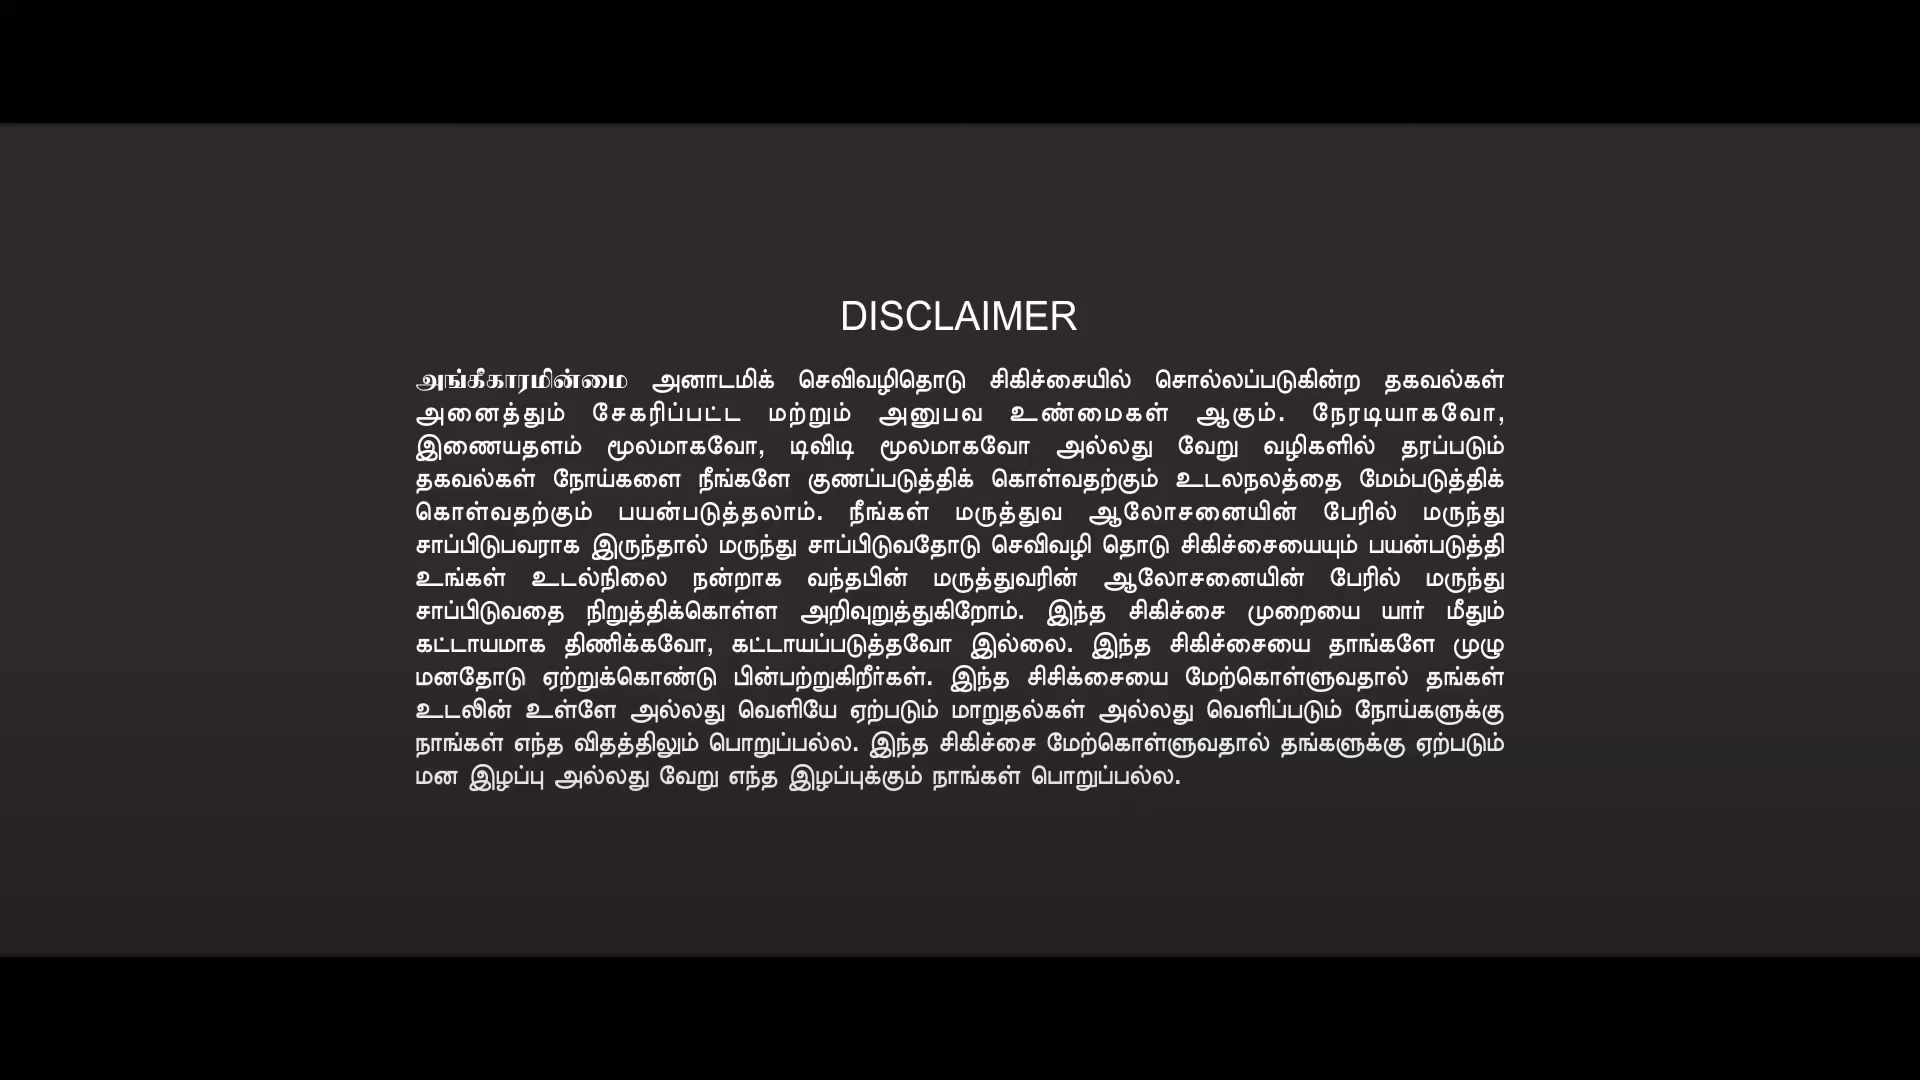 DISCLAIMER
அங்கீகாரமின்மை அனாடமிக் செவிவழிதொடு சிகிச்சையில் சொல்லப்படுகின்ற தகவல்கள்
அனைத்தும் சேகரிப்பட்ட மற்றும் அனுபவ உண்மைகள் ஆகும். நேரடியாகவோ,
இணையதளம் மூலமாகவோ, டிவிடி மூலமாகவோ அல்லது வேறு வழிகளில் தரப்படும்
தகவல்கள் நோய்களை நீங்களே குணப்படுத்திக் கொள்வதற்கும் உடலநலத்தை மேம்படுத்திக்
கொள்வதற்கும் பயன்படுத்தலாம். நீங்கள் மருத்துவ ஆலோசனையின் பேரில் மருந்து
சாப்பிடுபவராக இருந்தால் மருந்து சாப்பிடுவதோடு செவிவழி தொடு சிகிச்சையையும் பயன்படுத்தி
உங்கள் உடல்நிலை நன்றாக வந்தபின் மருத்துவரின் ஆலோசனையின் பேரில் மருந்து
சாப்பிடுவதை நிறுத்திக்கொள்ள அறிவுறுத்துகிறோம். இந்த சிகிச்சை முறையை யார் மீதும்
கட்டாயமாக திணிக்கவோ, கட்டாயப்படுத்தவோ இல்லை. இந்த சிகிச்சையை தாங்களே முழு
மனதோடு ஏற்றுக்கொண்டு பின்பற்றுகிறீர்கள். இந்த சிசிக்சையை மேற்கொள்ளுவதால் தங்கள்
உடலின் உள்ளே அல்லது வெளியே ஏற்படும் மாறுதல்கள் அல்லது வெளிப்படும் நோய்களுக்கு
நாங்கள் எந்த விதத்திலும் பொறுப்பல்ல. இந்த சிகிச்சை மேற்கொள்ளுவதால் தங்களுக்கு ஏற்படும்
மன இழப்பு அல்லது வேறு எந்த இழப்புக்கும் நாங்கள் பொறுப்பல்ல.